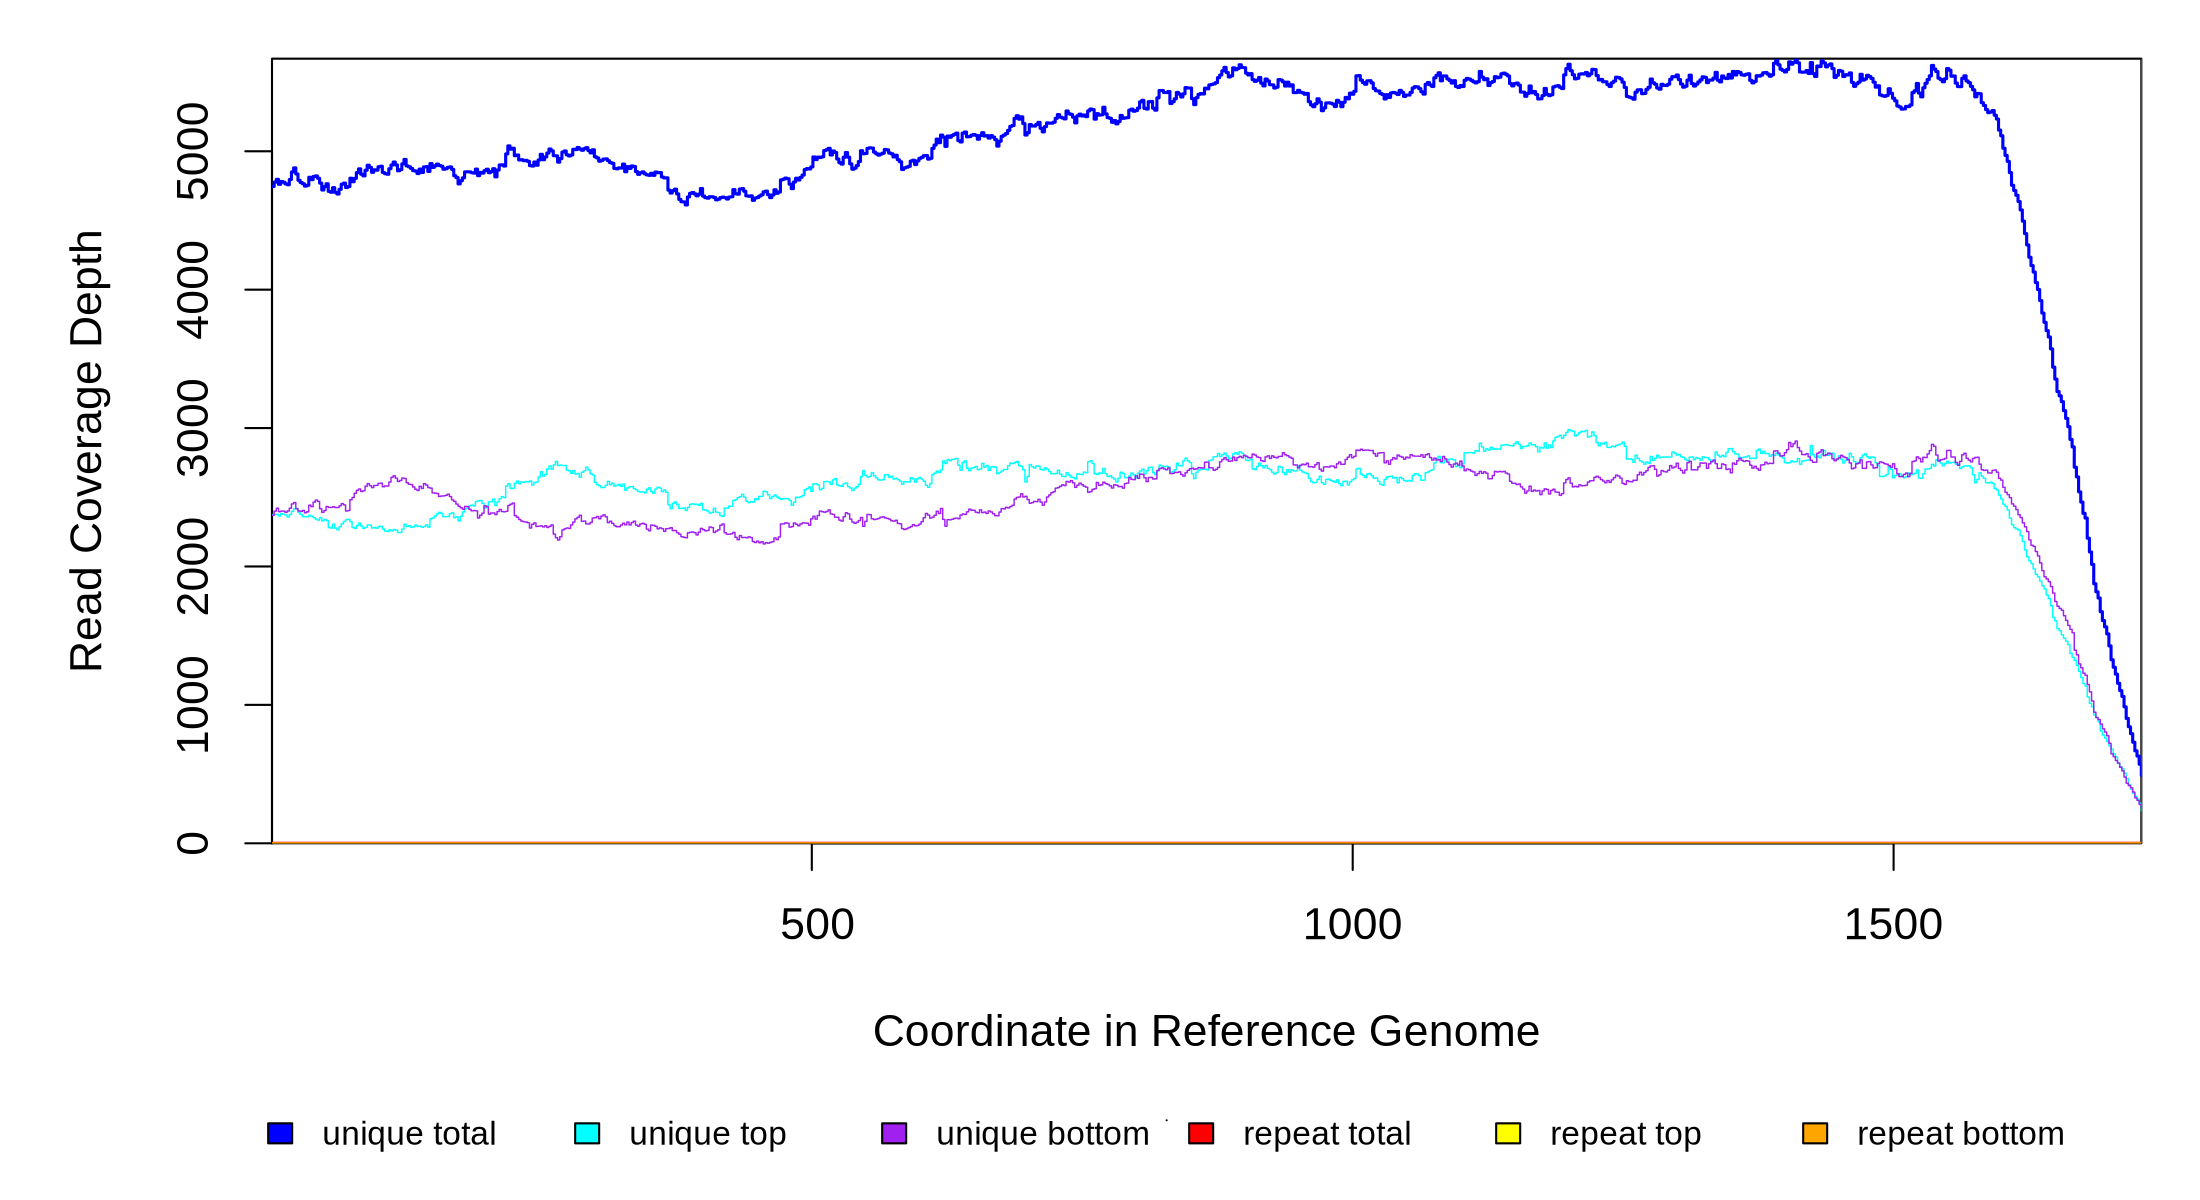 Read Coverage Depth
5000
4000
3000
2000
1000
0
500 1000 1500
Coordinate in Reference Genome
unique total unique top unique bottom repeat total repeat top repeat bottom